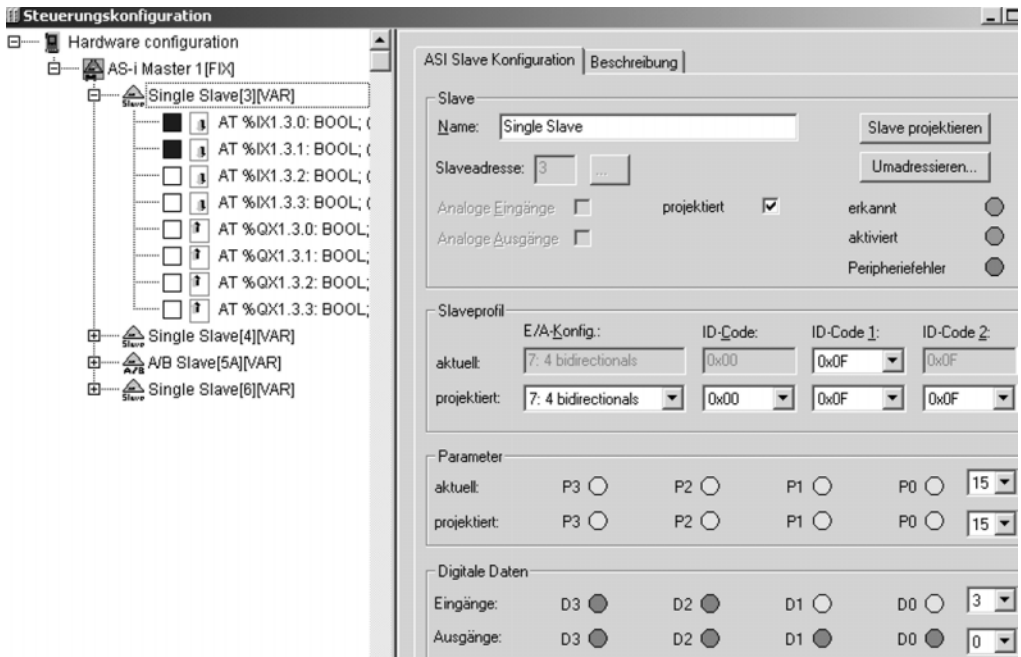 Steuerungskonfiguration
Hardware configuration
AS-i Master 1[FIX]
Single Slave[3][VAR]
AT %IX1.3.0: BOOL; (
AT %IX1.3.1: BOOL; (
AT %IX1.3.2: BOOL; (
AT %IX1.3.3: BOOL; (
AT %QX1.3.0: BOOL;
AT %QX1.3.1: BOOL;
AT %QX1.3.2: BOOL;
AT %QX1.3.3: BOOL;
Single Slave[4][VAR]
A/B Slave[5A][VAR]
Single Slave[6][VAR]
ASI Slave Konfiguration Beschreibung
Slave
Name: Single Slave Slave projektieren
Slaveadresse: 3 ... Umadressieren...
Analoge Eingänge projektiert erkannt
Analoge Ausgänge aktiviert
Peripheriefehler
Slaveprofil
E/A-Konfig.: ID-Code: ID-Code 1: ID-Code 2:
aktuell: 7: 4 bidirectionals 0x00 0x0F 0x0F
projektiert: 7: 4 bidirectionals 0x00 0x0F 0x0F
Parameter
aktuell: P3 P2 P1 P0 15
projektiert: P3 P2 P1 P0 15
Digitale Daten
Eingänge: D3 D2 D1 D0 3
Ausgänge: D3 D2 D1 D0 0